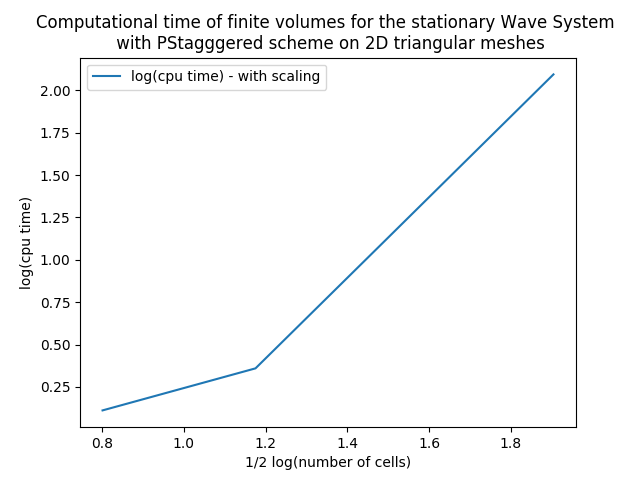 Computational time of finite volumes for the stationary Wave System
with PStagggered scheme on 2D triangular meshes
log(cpu time) - with scaling
2.00
1.75
1.50
1.25
1.00
0.75
0.50
0.25
log(cpu time)
0.8 1.0 1.2 1.4 1.6 1.8
1/2 log(number of cells)